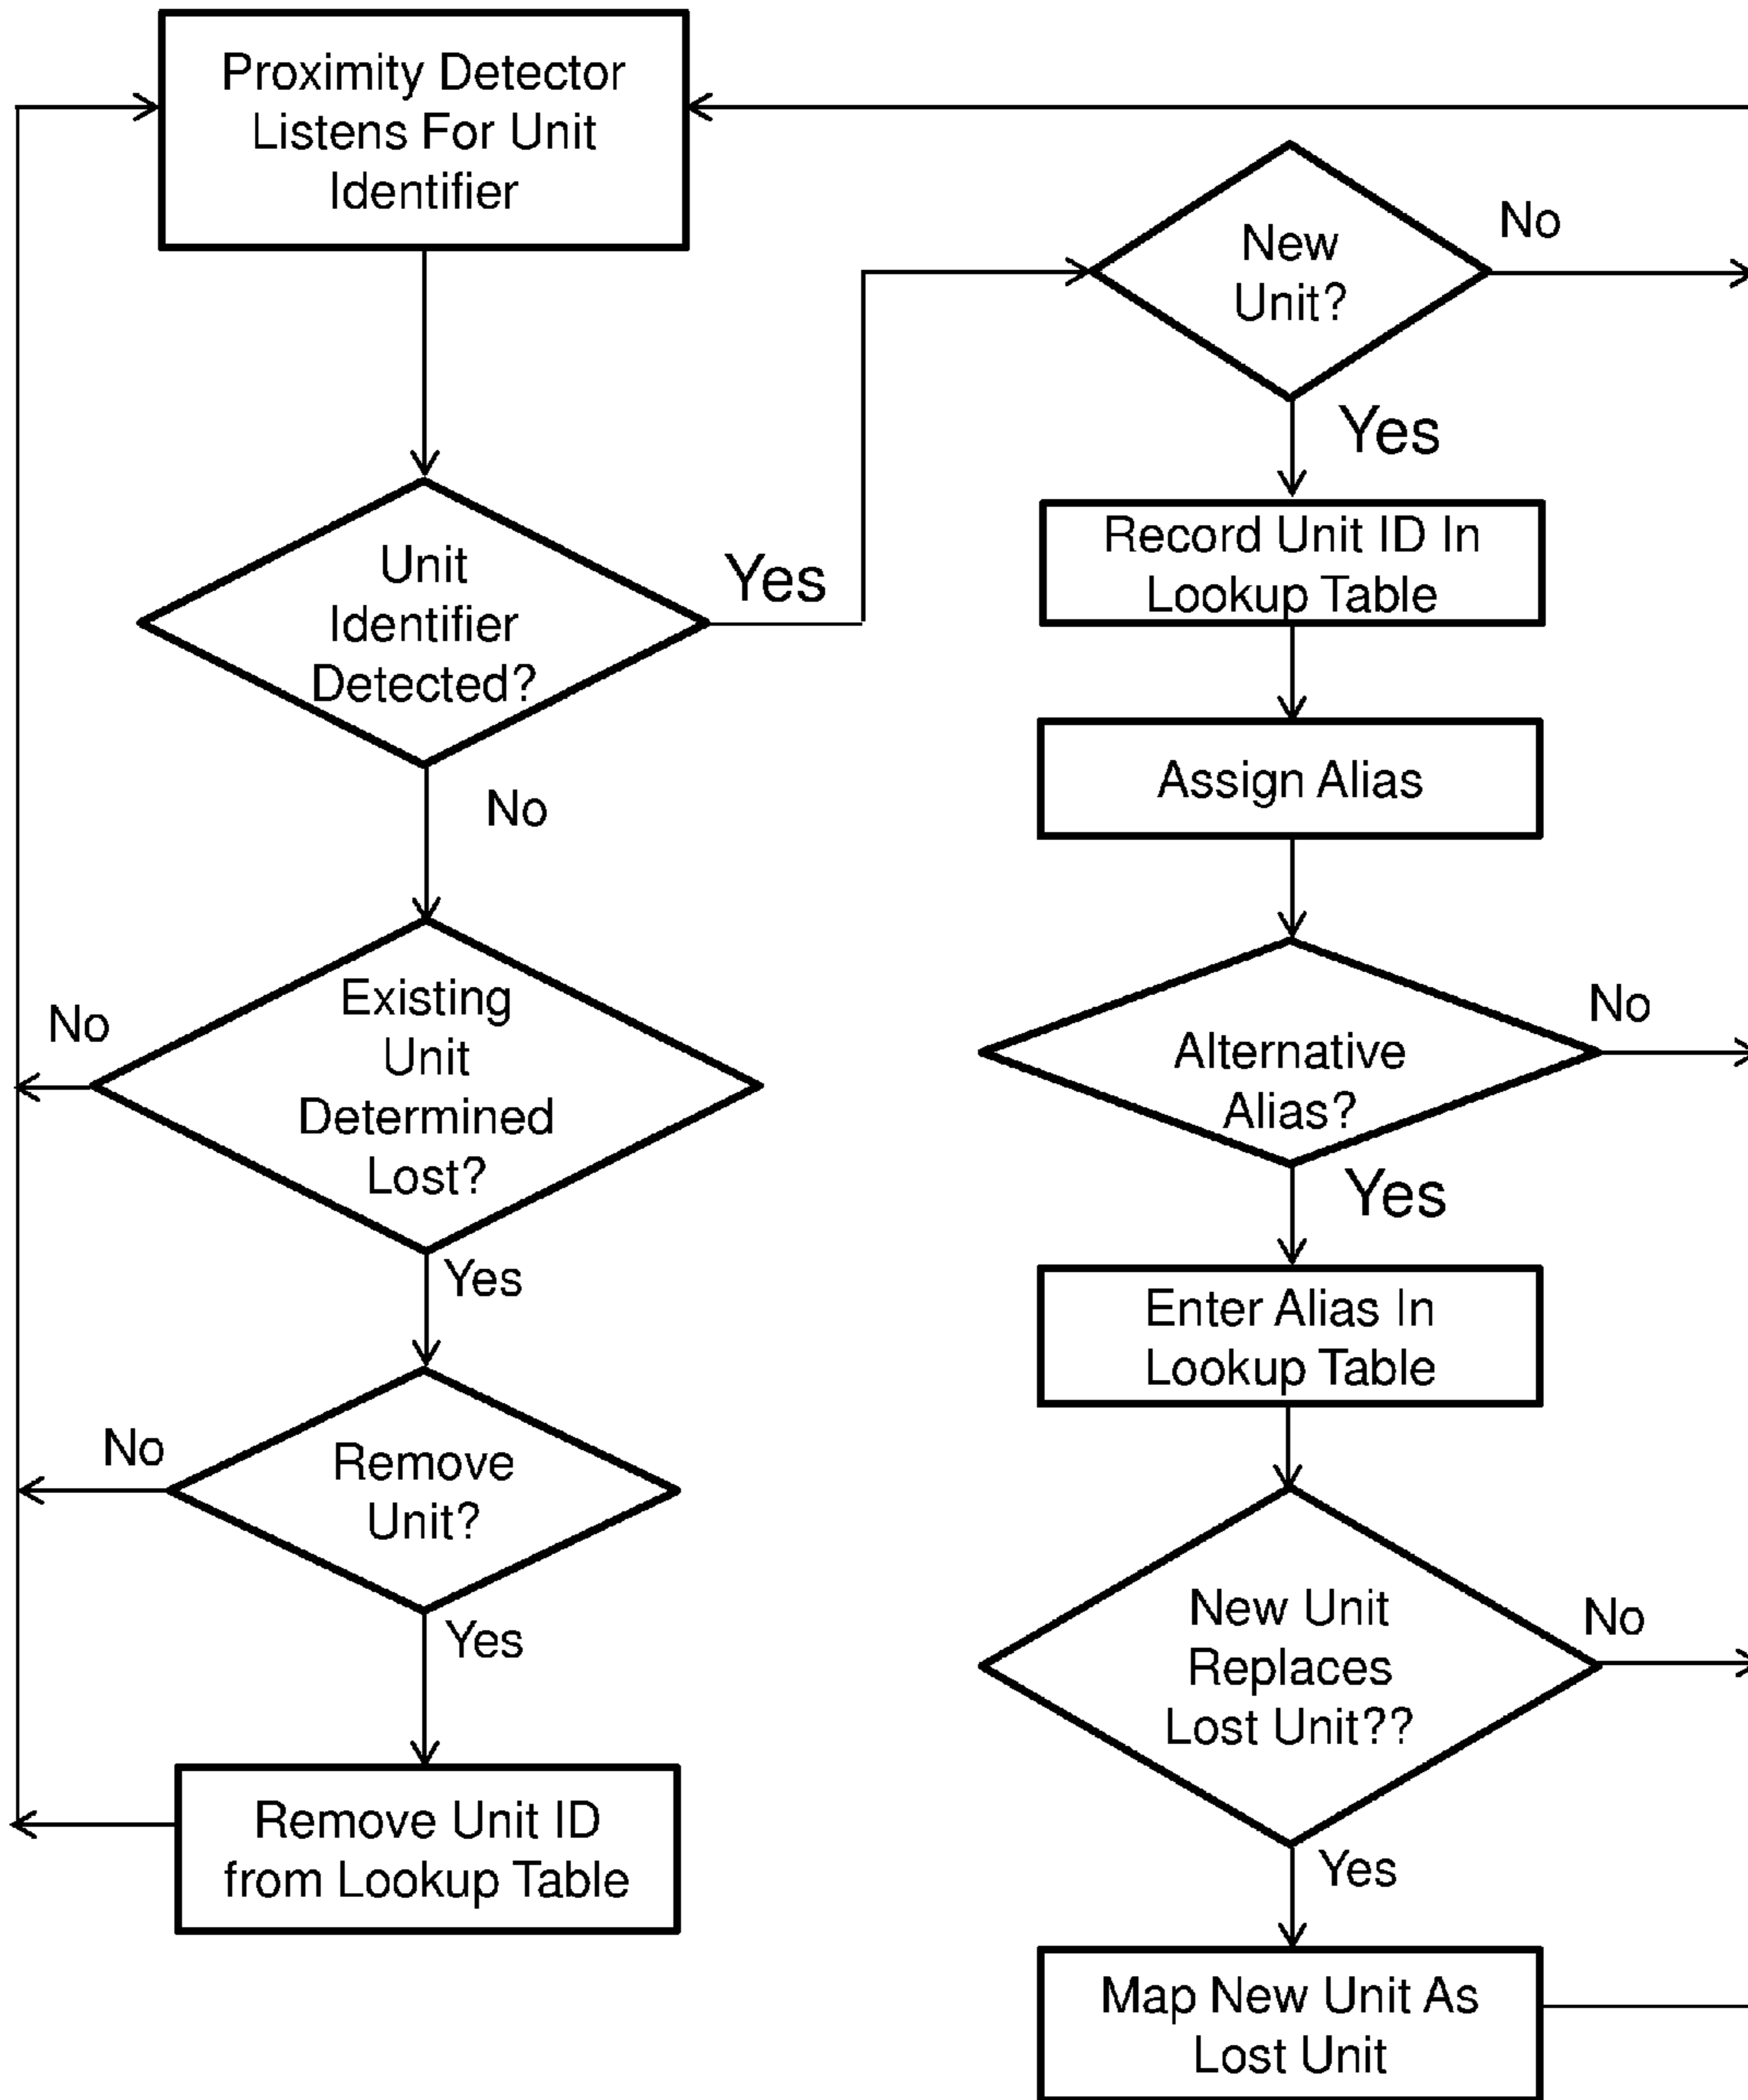 Proximity Detector
Listens For Unit
Identifier
Unit
Identifier
Detected?
Yes
No
Existing
Unit
Determined
Lost?
No
Yes
Remove
Unit?
No
Yes
Remove Unit ID
from Lookup Table
New
Unit?
No
Yes
Record Unit ID In
Lookup Table
Assign Alias
Alternative
Alias?
No
Yes
Enter Alias In
Lookup Table
New Unit
Replaces
Lost Unit??
No
Yes
Map New Unit As
Lost Unit